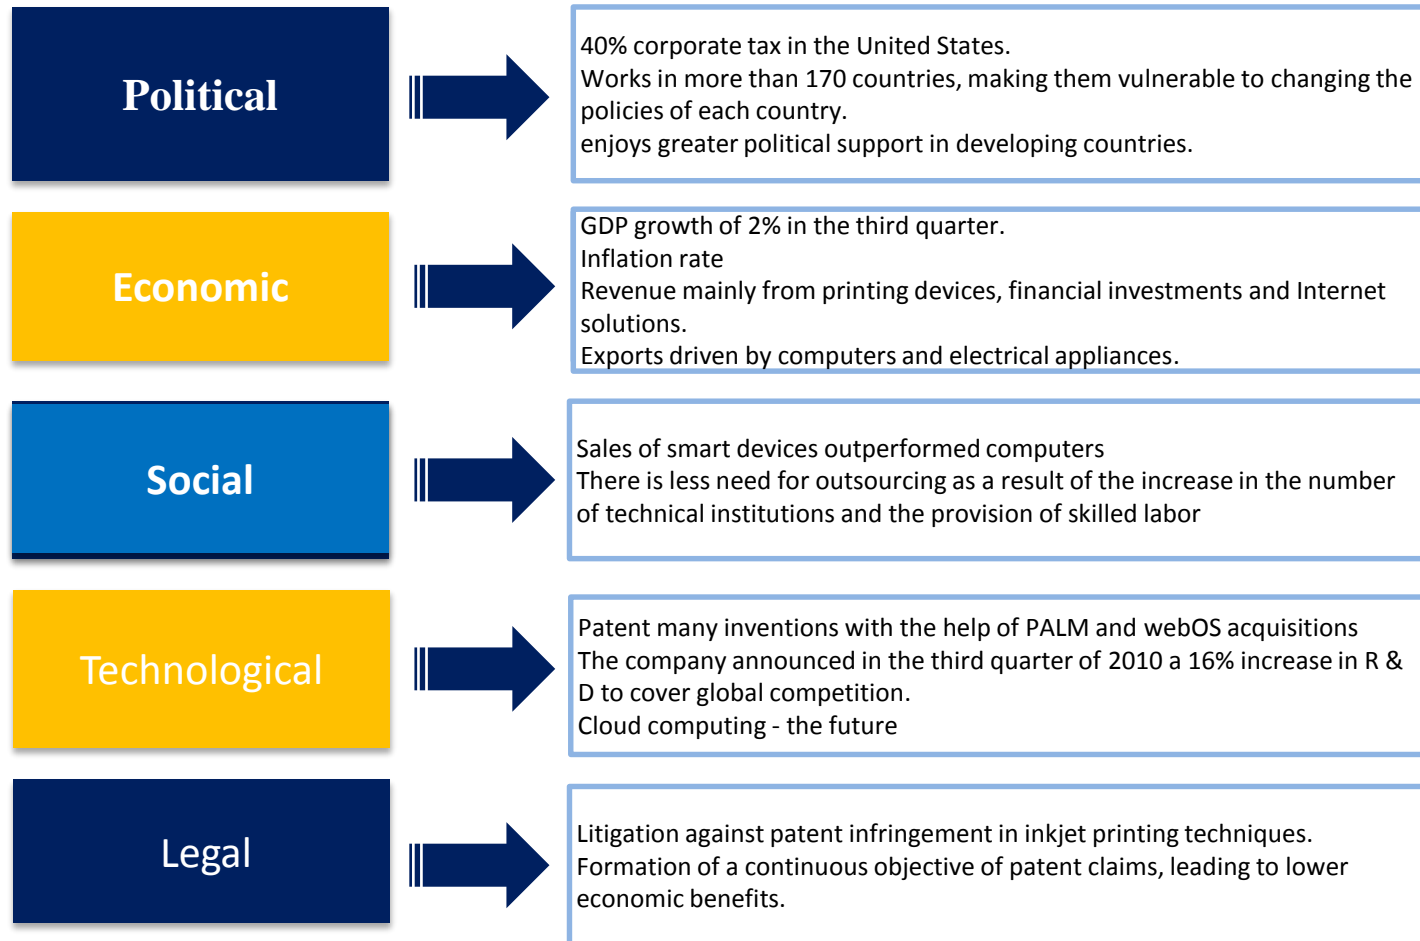 Political
40% corporate tax in the United States.
Works in more than 170 countries, making them vulnerable to changing the
policies of each country.
enjoys greater political support in developing countries.
Economic
GDP growth of 2% in the third quarter.
Inflation rate
Revenue mainly from printing devices, financial investments and Internet
solutions.
Exports driven by computers and electrical appliances.
Social
Sales of smart devices outperformed computers
There is less need for outsourcing as a result of the increase in the number
of technical institutions and the provision of skilled labor
Technological
Patent many inventions with the help of PALM and webOS acquisitions
The company announced in the third quarter of 2010 a 16% increase in R &
D to cover global competition.
Cloud computing - the future
Legal
Litigation against patent infringement in inkjet printing techniques.
Formation of a continuous objective of patent claims, leading to lower
economic benefits.